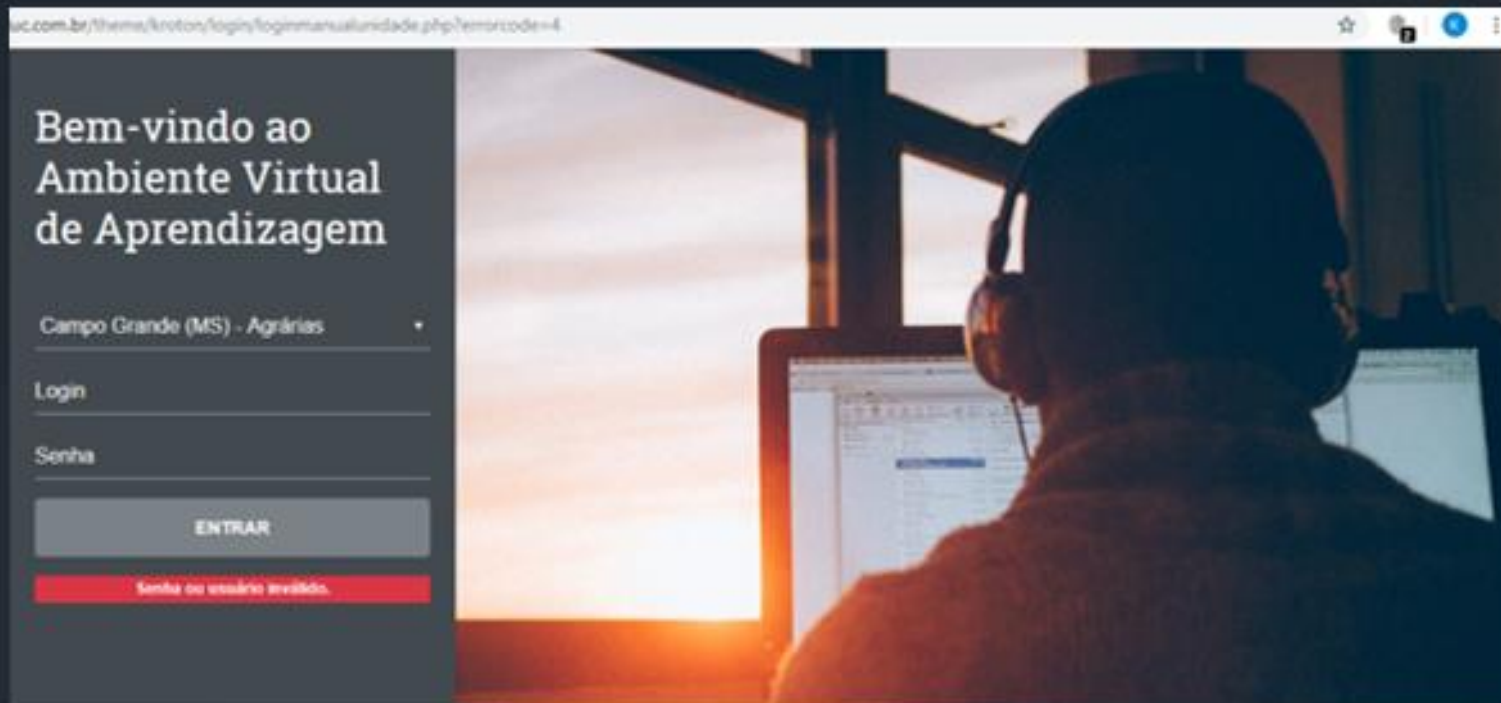 uc.com.br/theme/kroton/login/loginmanualunidade.php?errorcode=4
Bem-vindo ao
Ambiente Virtual
de Aprendizagem
Campo Grande (MS) - Agrárias
Login
Senha
ENTRAR
Senha ou usuário inválido.